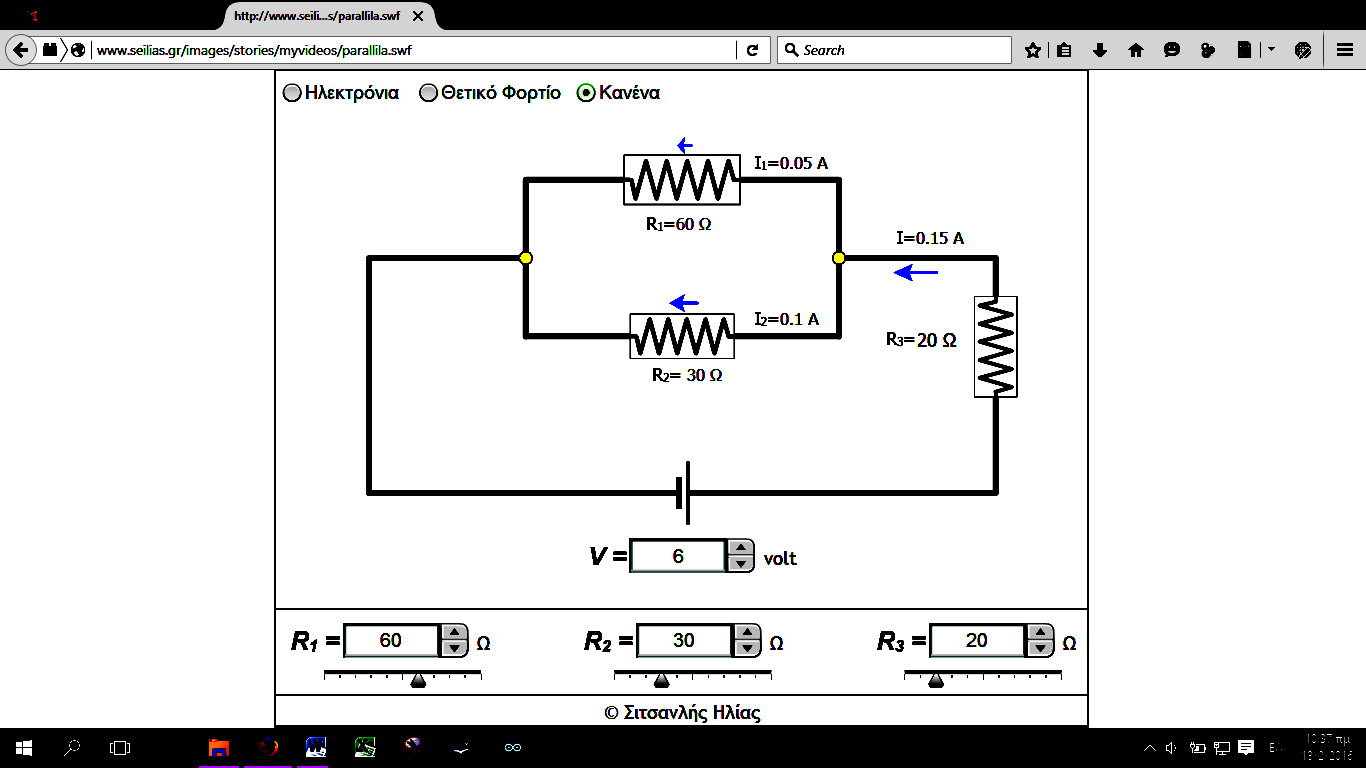 http://www.seili...s/parallila.swf
www.seilias.gr/images/stories/myvideos/parallila.swf
Search
Ηλεκτρόνια Θετικό Φορτίο Κανένα
I1=0.05 A
R1=60 Ω
I=0.15 A
I2=0.1 A
R3=20 Ω
R2= 30 Ω
V = 6 volt
R1 = 60 Ω R2 = 30 Ω R3 = 20 Ω
© Σιτσανλής Ηλίας